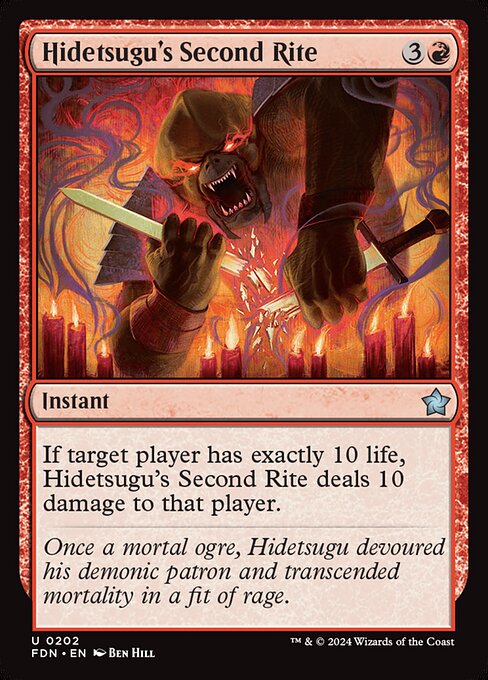 Hidetsugu's Second Rite 3
Instant
If target player has exactly 10 life,
Hidetsugu's Second Rite deals 10
damage to that player.
Once a mortal ogre, Hidetsugu devoured
his demonic patron and transcended
mortality in a fit of rage.
U 0202
FDN • EN Ben Hill
™ & © 2024 Wizards of the Coast